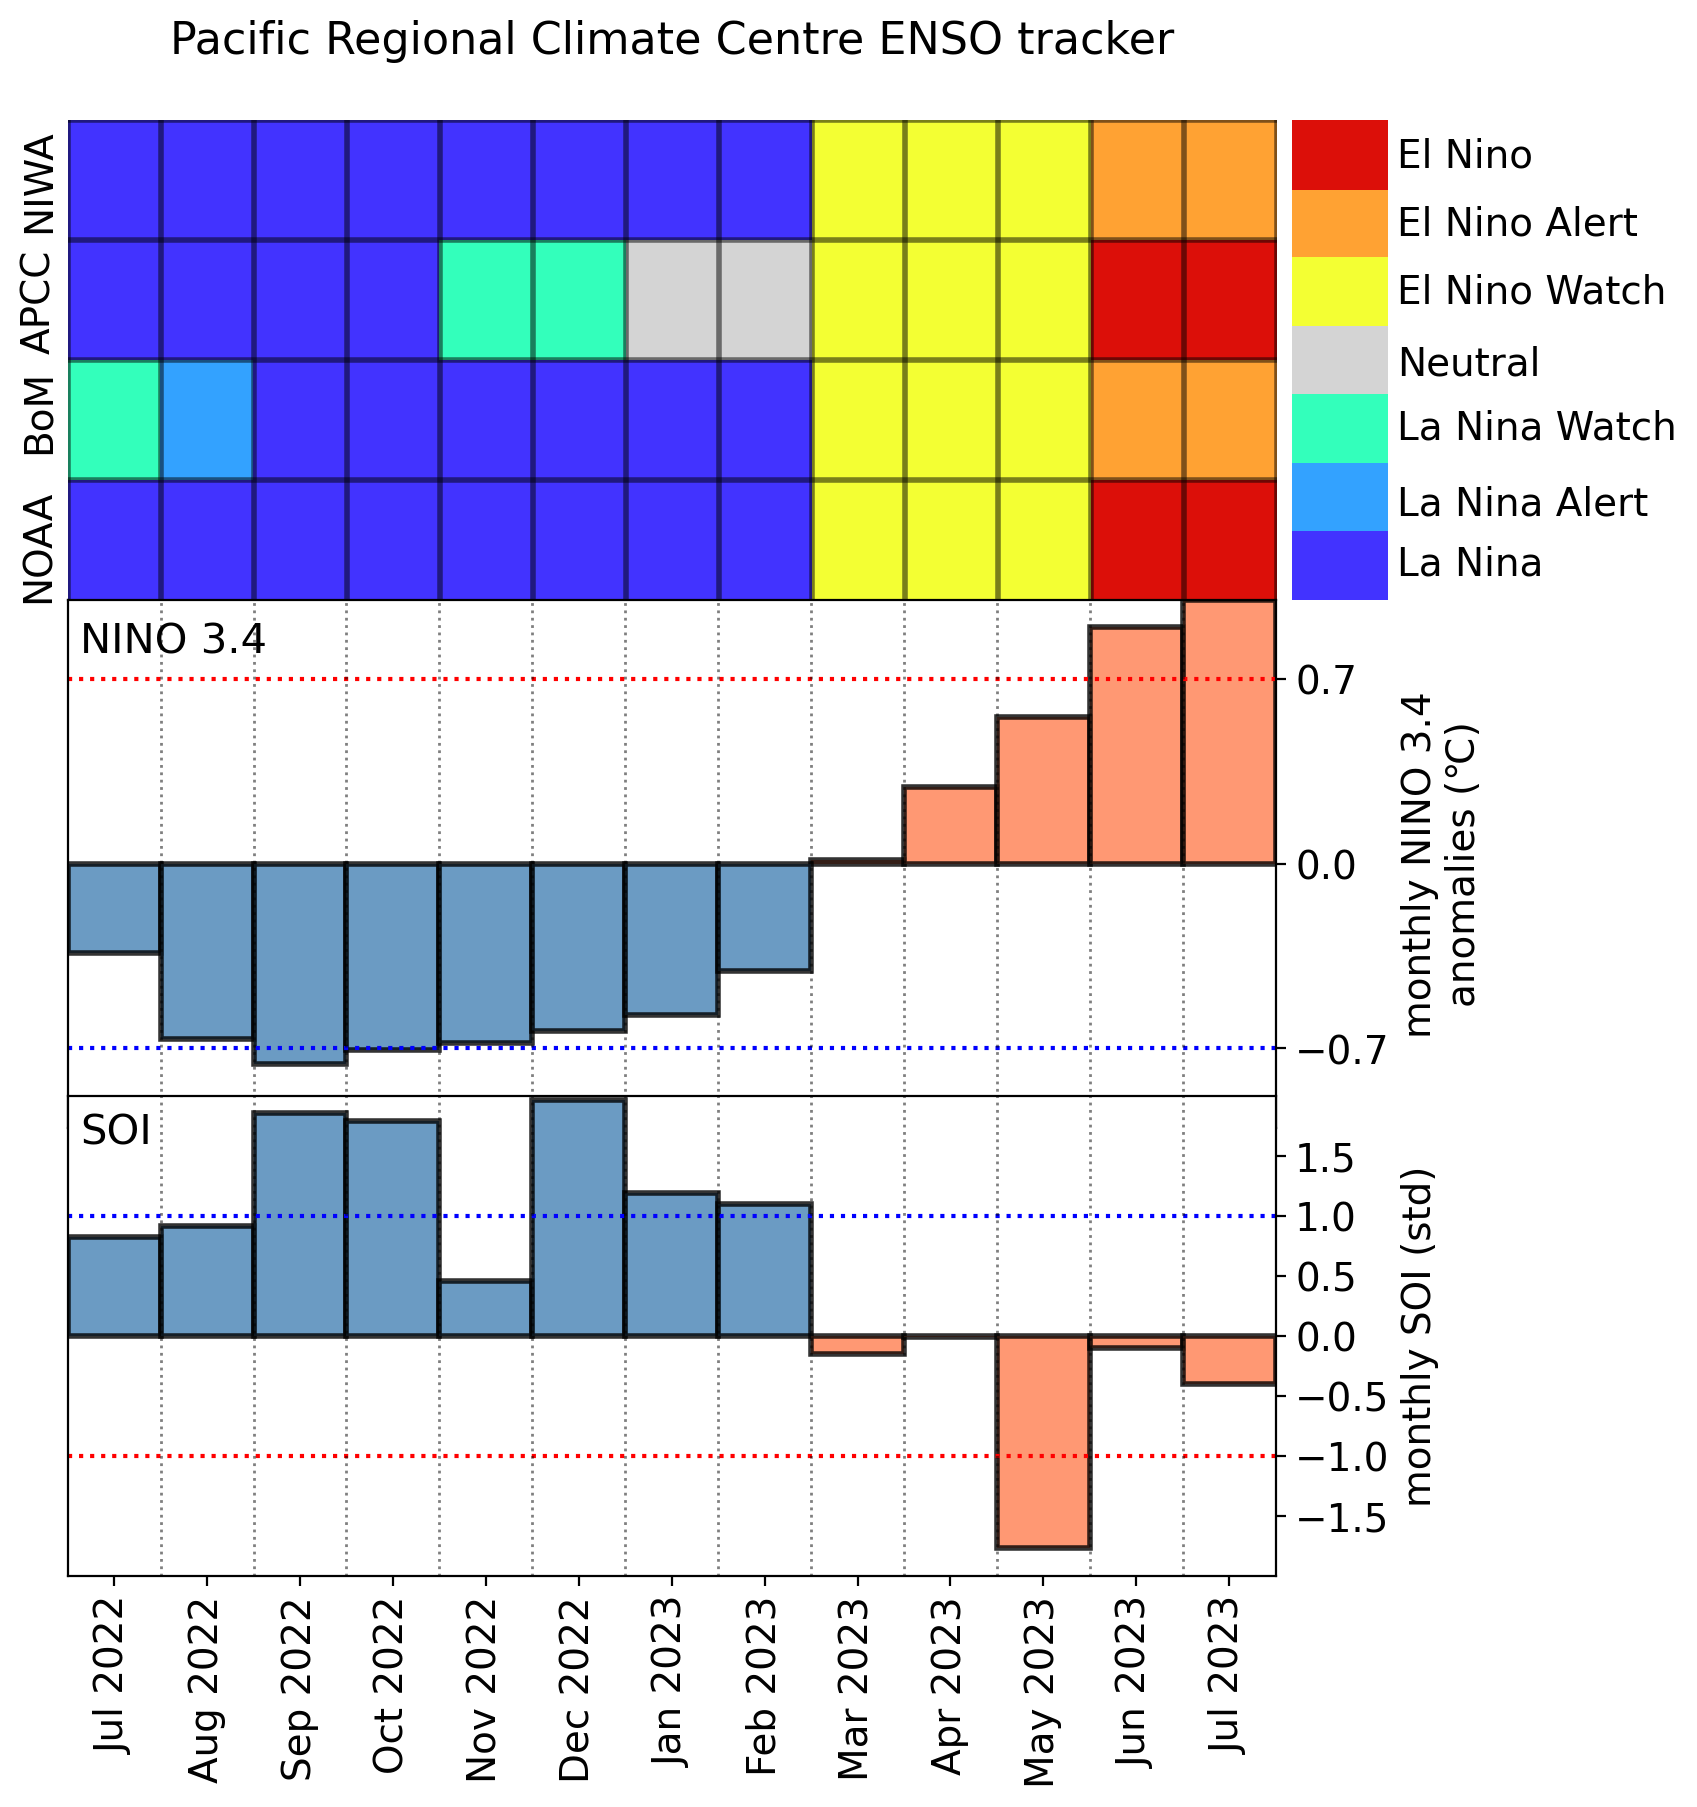 Pacific Regional Climate Centre ENSO tracker
NIWA
APCC
BoM
NOAA
El Nino
El Nino Alert
El Nino Watch
Neutral
La Nina Watch
La Nina Alert
La Nina
NINO 3.4
0.7
0.0
−0.7
monthly NINO 3.4
anomalies (°C)
SOI
1.5
1.0
0.5
0.0
−0.5
−1.0
−1.5
monthly SOI (std)
Jul 2022
Aug 2022
Sep 2022
Oct 2022
Nov 2022
Dec 2022
Jan 2023
Feb 2023
Mar 2023
Apr 2023
May 2023
Jun 2023
Jul 2023